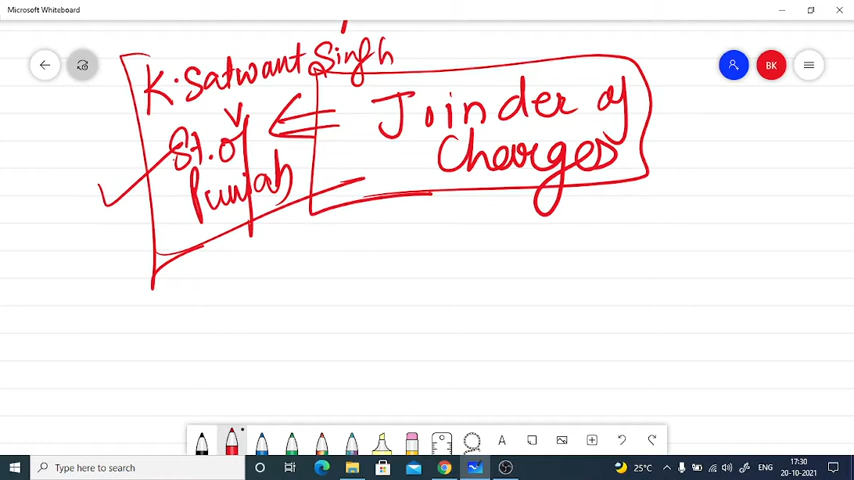 Microsoft Whiteboard
K. Satwant Singh
v
St. of
Punjab
Joinder of
Charges
BK
A
Type here to search
25°C
ENG
17:30
20-10-2021